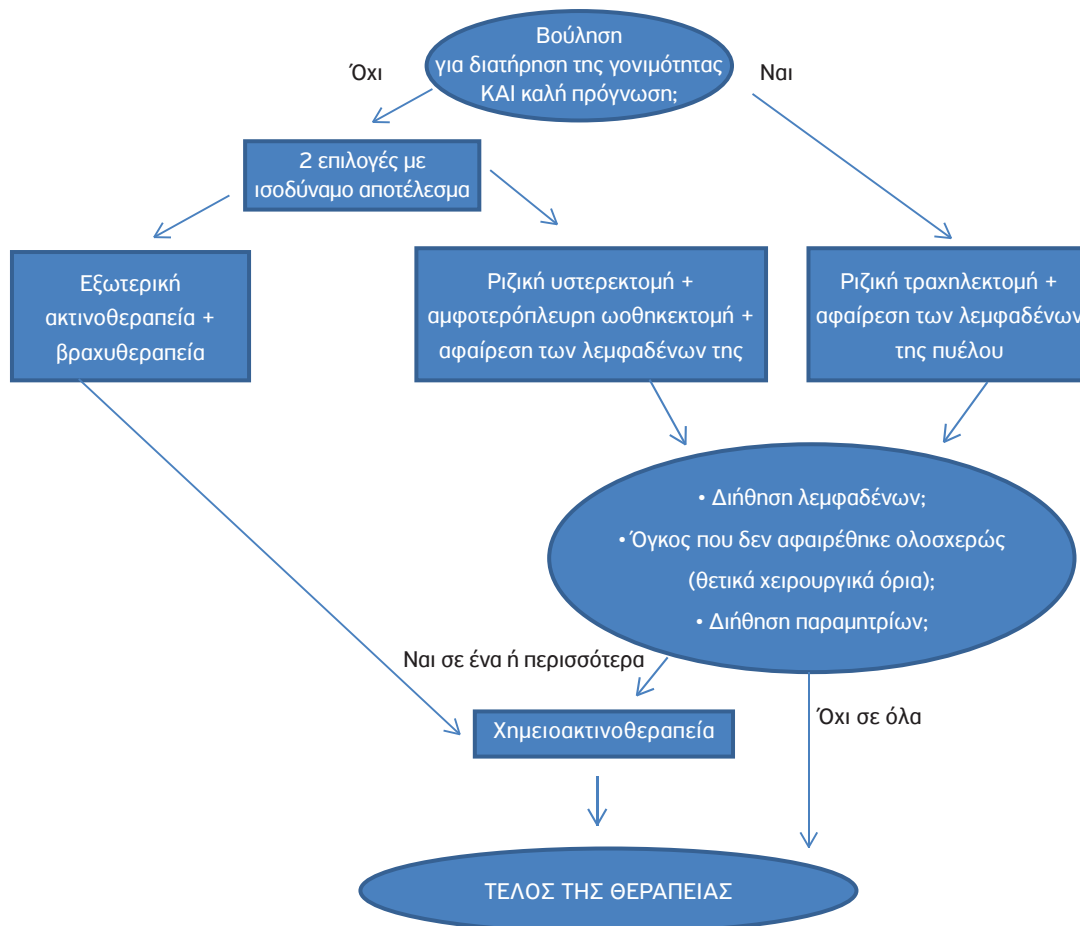 Βούληση
για διατήρηση της γονιμότητας
ΚΑΙ καλή πρόγνωση;
Όχι
Ναι
2 επιλογές με
ισοδύναμο αποτέλεσμα
Εξωτερική
ακτινοθεραπεία +
βραχυθεραπεία
Ριζική υστερεκτομή +
αμφοτερόπλευρη ωοθηκεκτομή +
αφαίρεση των λεμφαδένων της
Ριζική τραχηλεκτομή +
αφαίρεση των λεμφαδένων
της πυέλου
• Διήθηση λεμφαδένων;
• Όγκος που δεν αφαιρέθηκε ολοσχερώς
(θετικά χειρουργικά όρια);
• Διήθηση παραμητρίων;
Ναι σε ένα ή περισσότερα
Όχι σε όλα
Χημειοακτινοθεραπεία
ΤΕΛΟΣ ΤΗΣ ΘΕΡΑΠΕΙΑΣ